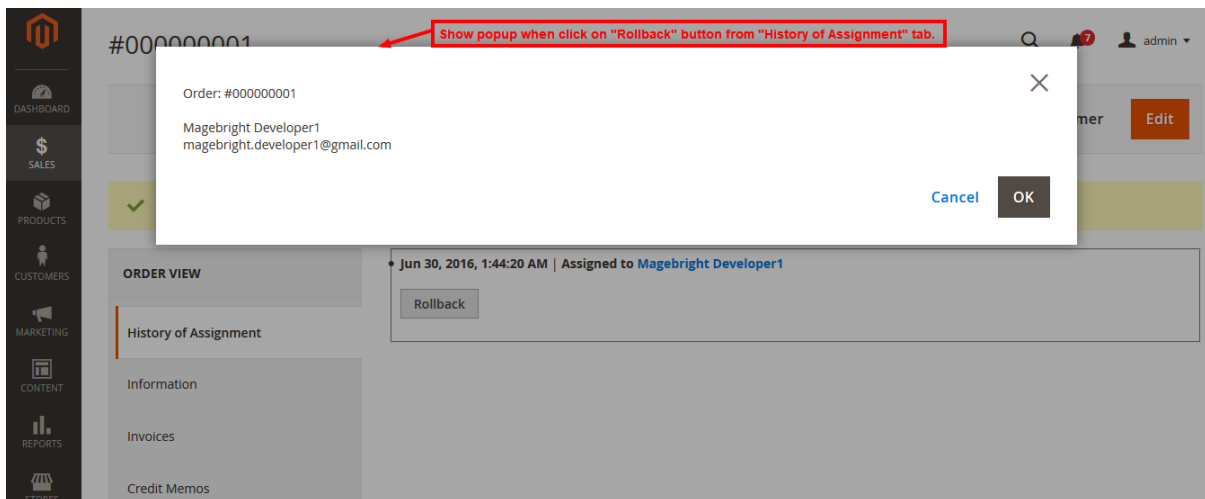 Show popup when click on "Rollback" button from "History of Assignment" tab.
#000000001
7
admin
DASHBOARD
SALES
PRODUCTS
CUSTOMERS
MARKETING
CONTENT
REPORTS
STORES
Order: #000000001
Magebright Developer1
magebright.developer1@gmail.com
Cancel
OK
mer
Edit
ORDER VIEW
History of Assignment
Information
Invoices
Credit Memos
Jun 30, 2016, 1:44:20 AM | Assigned to Magebright Developer1
Rollback